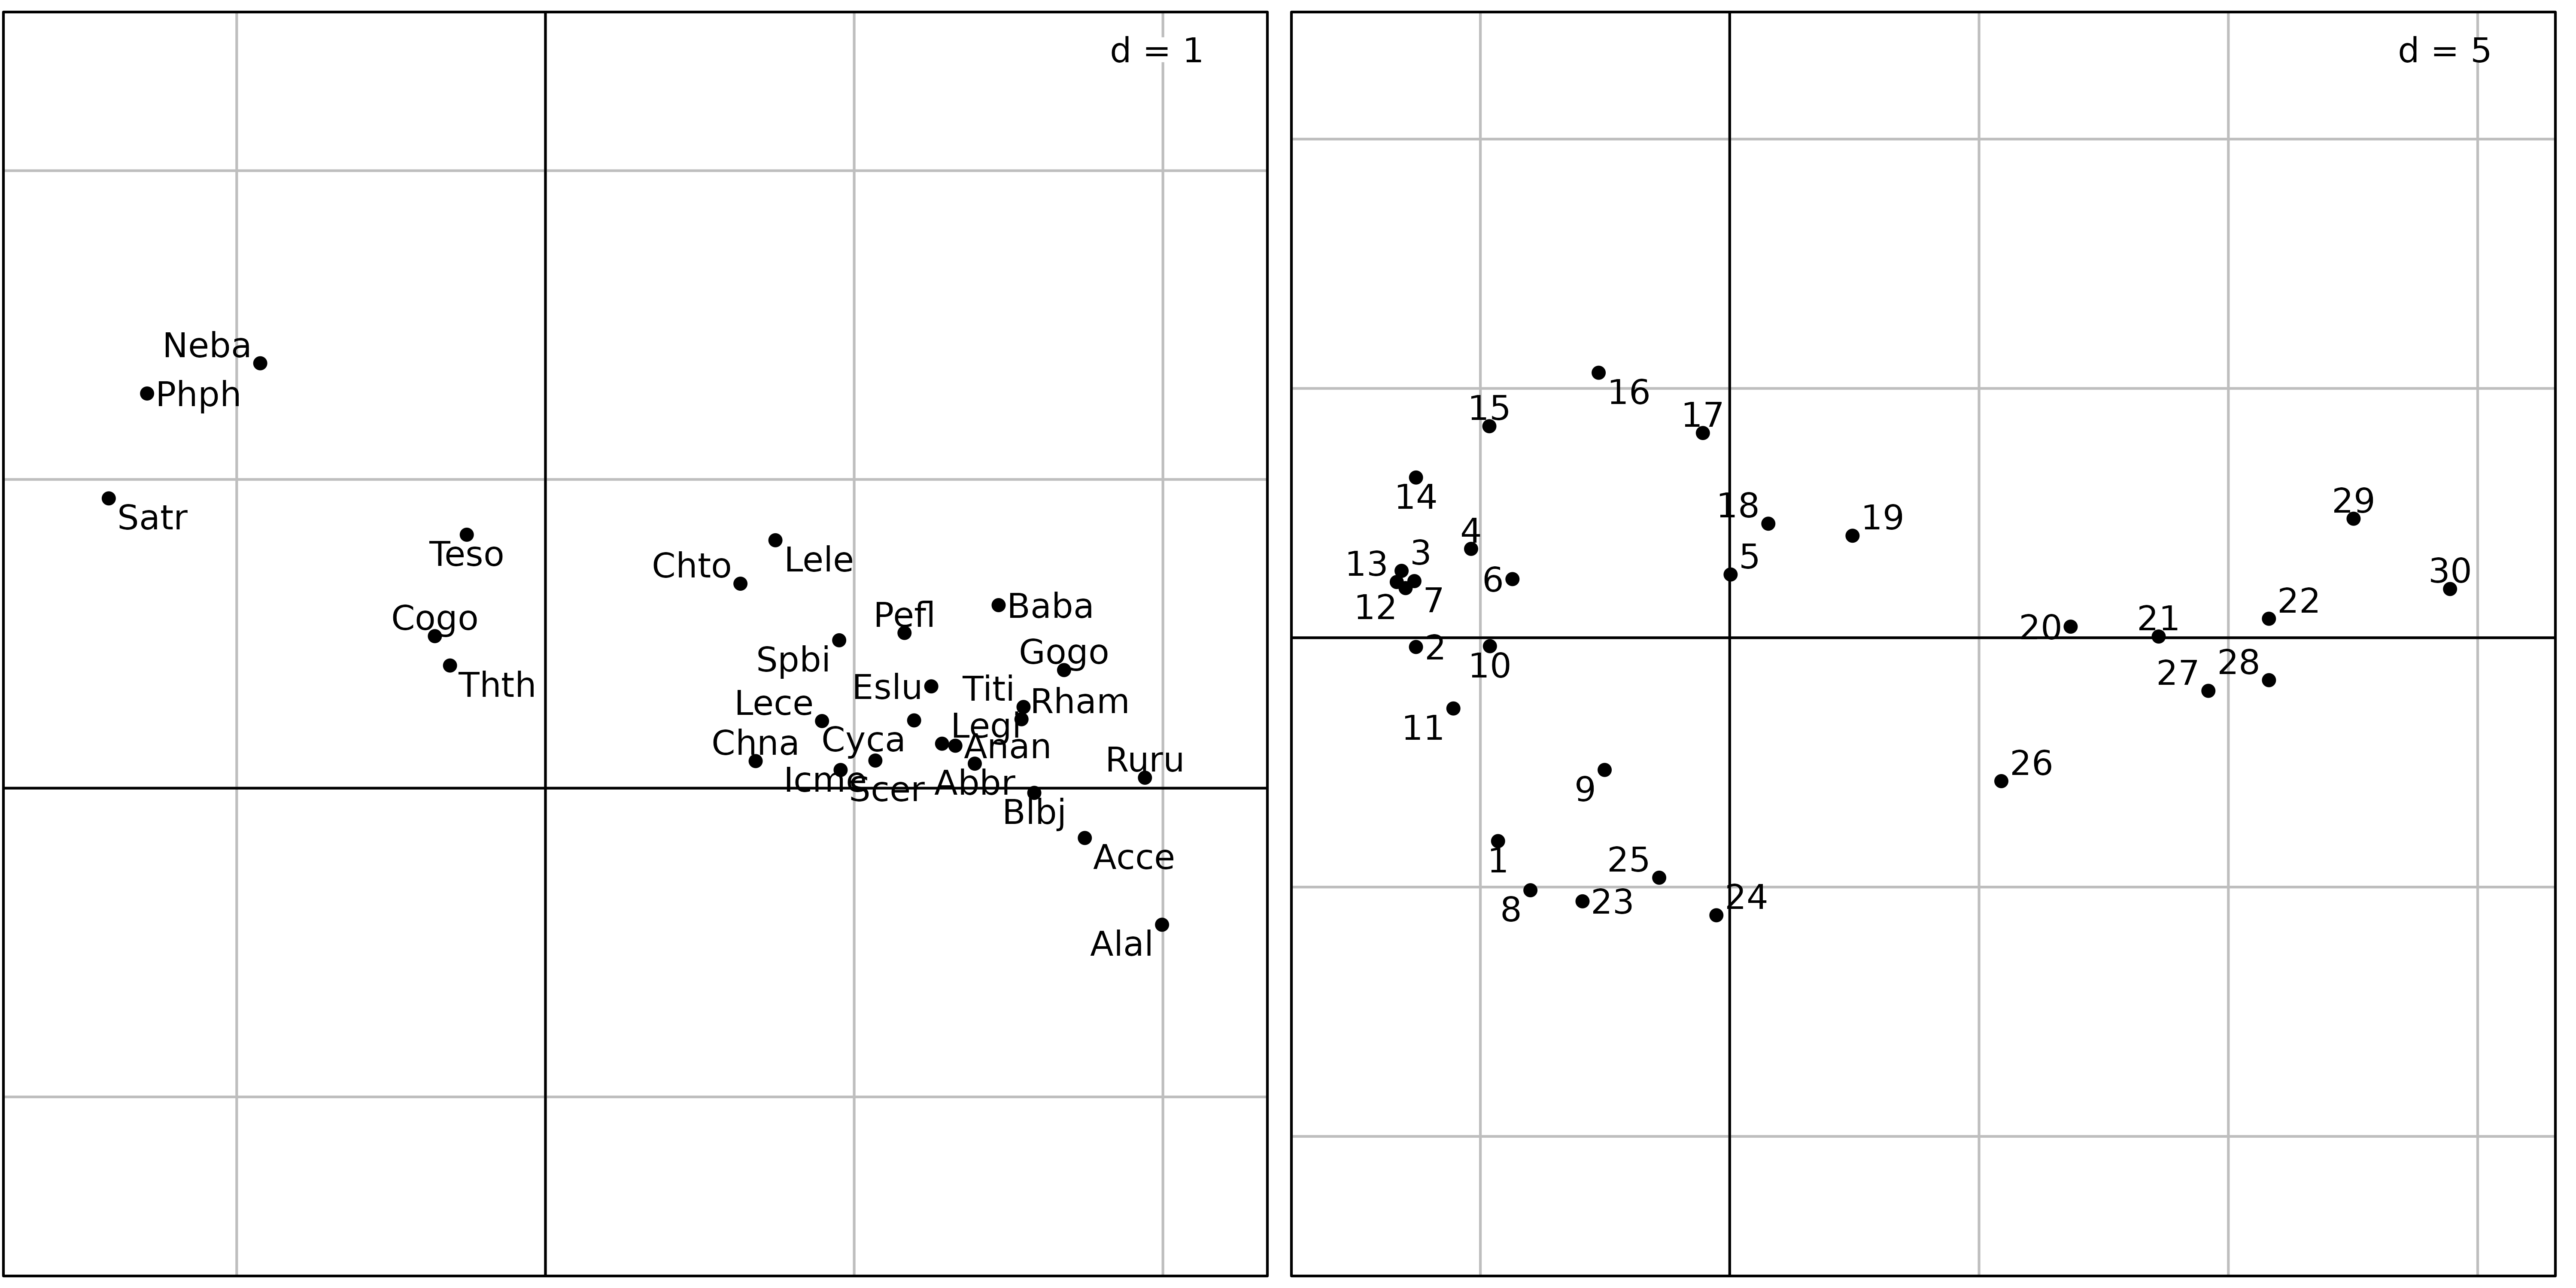 d = 1
Neba
Phph
Satr
Teso
Lele
Chto
Cogo
Thth
Baba
Pefl
Spbi
Gogo
Eslu
Titi
Rham
Lece
Legi
Cyca
Chna
Anan
Ruru
Icme
Scer
Abbr
Blbj
Acce
Alal
d = 5
16
15
17
14
29
18
19
4
13
3
5
30
6
12
7
22
21
20
2
10
28
27
11
26
9
1
25
8
23
24